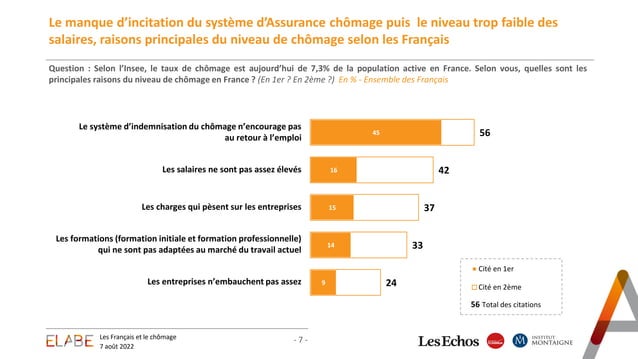 Le manque d’incitation du système d’Assurance chômage puis le niveau trop faible des
salaires, raisons principales du niveau de chômage selon les Français
Question : Selon l’Insee, le taux de chômage est aujourd’hui de 7,3% de la population active en France. Selon vous, quelles sont les
principales raisons du niveau de chômage en France ? (En 1er ? En 2ème ?) En % - Ensemble des Français
Le système d’indemnisation du chômage n’encourage pas
au retour à l’emploi
45
56
Les salaires ne sont pas assez élevés
16
42
Les charges qui pèsent sur les entreprises
15
37
Les formations (formation initiale et formation professionnelle)
qui ne sont pas adaptées au marché du travail actuel
14
33
Les entreprises n’embauchent pas assez
9
24
Cité en 1er
Cité en 2ème
56 Total des citations
ELABE
Les Français et le chômage
7 août 2022
- 7 -
Les Echos
M
INSTITUT
MONTAIGNE